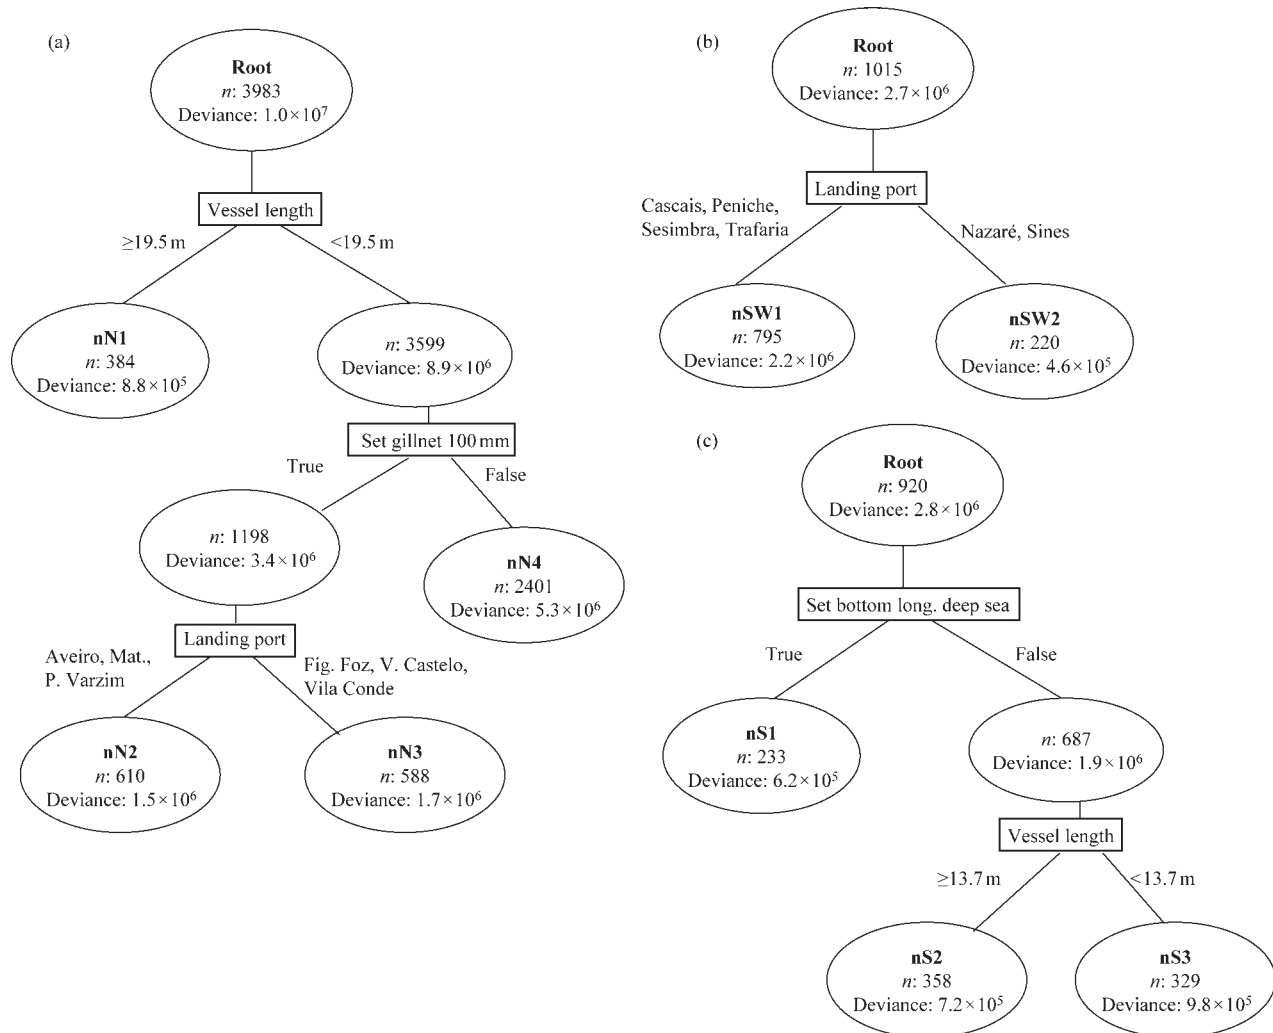 (a)
Root
n: 3983
Deviance: 1.0×10⁷
Vessel length
≥19.5 m
<19.5 m
nN1
n: 384
Deviance: 8.8×10⁵
n: 3599
Deviance: 8.9×10⁶
Set gillnet 100 mm
True
False
n: 1198
Deviance: 3.4×10⁶
nN4
n: 2401
Deviance: 5.3×10⁶
Landing port
Aveiro, Mat.,
P. Varzim
Fig. Foz, V. Castelo,
Vila Conde
nN2
n: 610
Deviance: 1.5×10⁶
nN3
n: 588
Deviance: 1.7×10⁶
(b)
Root
n: 1015
Deviance: 2.7×10⁶
Landing port
Cascais, Peniche,
Sesimbra, Trafaria
Nazaré, Sines
nSW1
n: 795
Deviance: 2.2×10⁶
nSW2
n: 220
Deviance: 4.6×10⁵
(c)
Root
n: 920
Deviance: 2.8×10⁶
Set bottom long. deep sea
True
False
nS1
n: 233
Deviance: 6.2×10⁵
n: 687
Deviance: 1.9×10⁶
Vessel length
≥13.7 m
<13.7 m
nS2
n: 358
Deviance: 7.2×10⁵
nS3
n: 329
Deviance: 9.8×10⁵